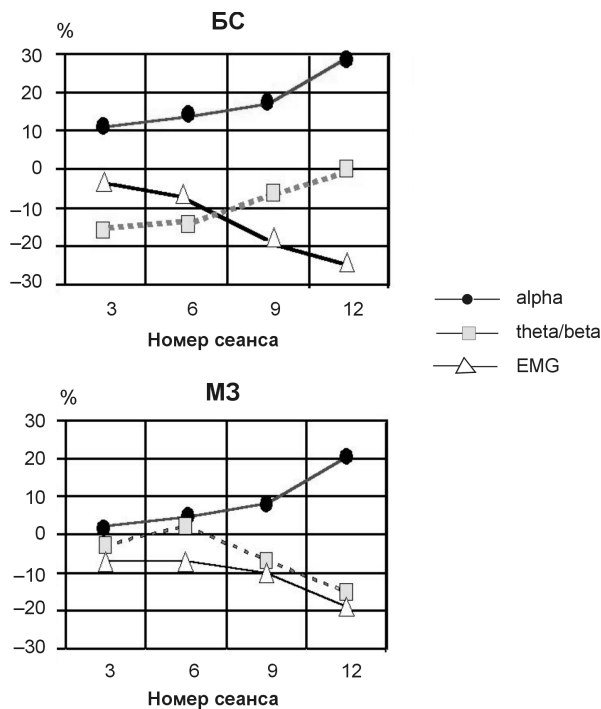 БС
%
30
20
10
0
–10
–20
–30
3 6 9 12
Номер сеанса
alpha
theta/beta
EMG
МЗ
%
30
20
10
0
–10
–20
–30
3 6 9 12
Номер сеанса